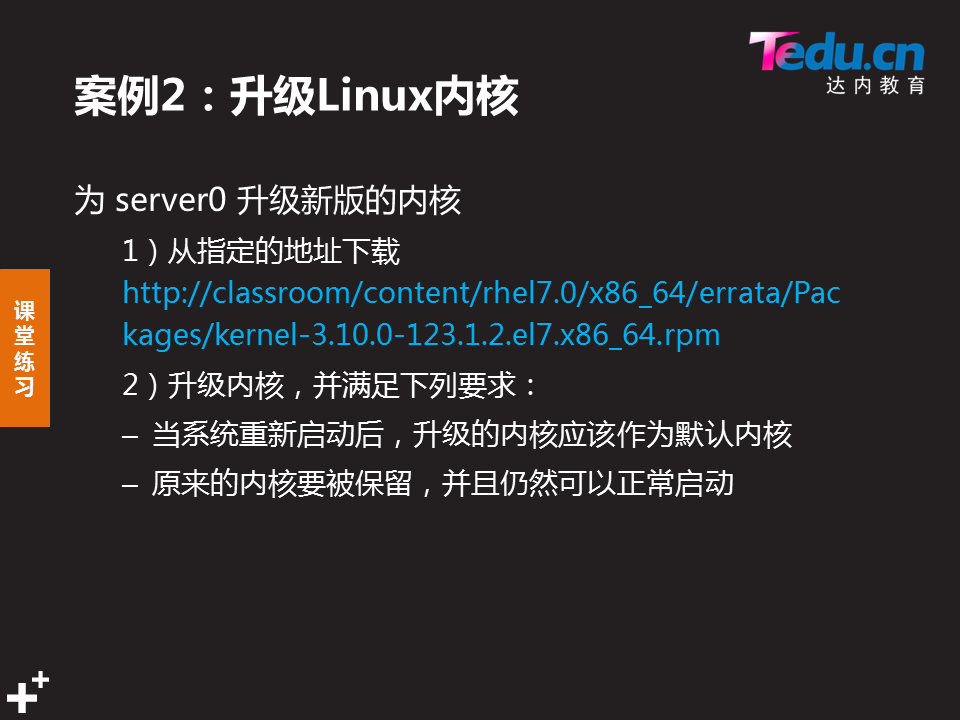 Tedu.cn
达内教育
案例2：升级Linux内核
为 server0 升级新版的内核
1）从指定的地址下载
http://classroom/content/rhel7.0/x86_64/errata/Pac
kages/kernel-3.10.0-123.1.2.el7.x86_64.rpm
2）升级内核，并满足下列要求：
– 当系统重新启动后，升级的内核应该作为默认内核
– 原来的内核要被保留，并且仍然可以正常启动
课
堂
练
习